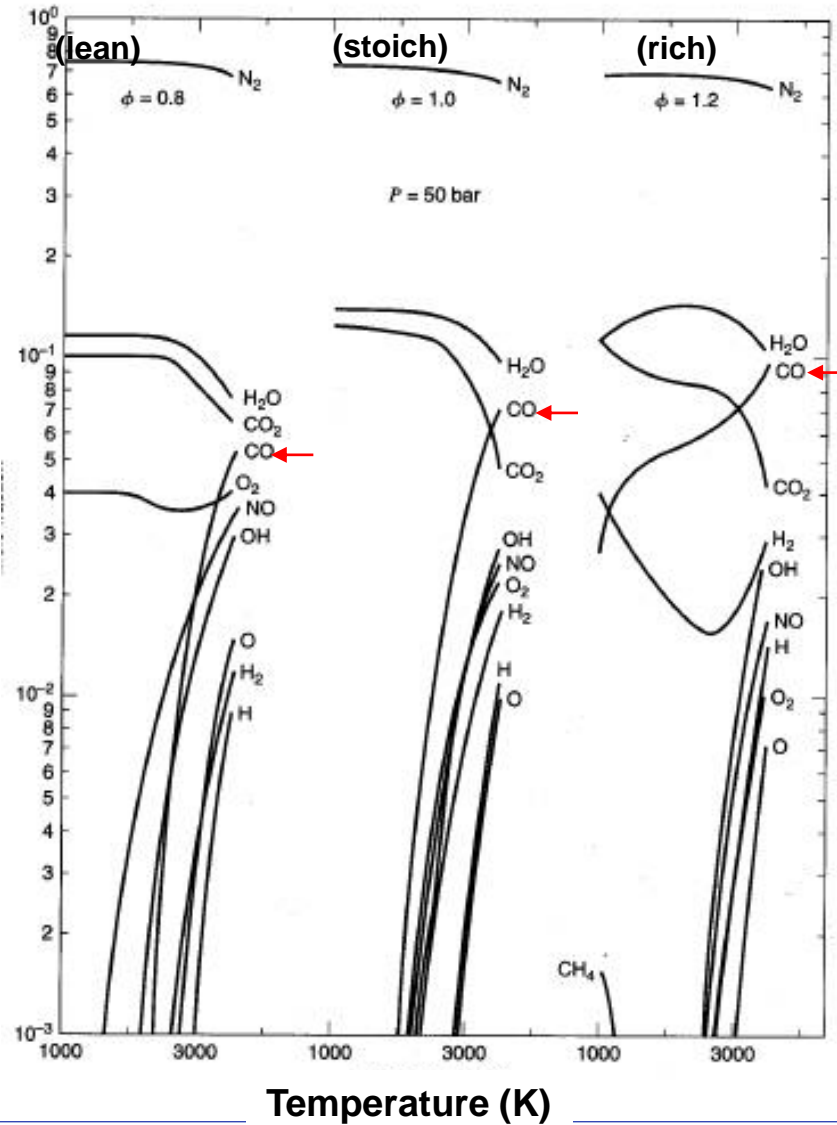 (lean) (stoich) (rich)
10⁰
9
8
7
6
5
4
3
2
10⁻¹
9
8
7
6
5
4
3
2
10⁻²
9
8
7
6
5
4
3
2
10⁻³
N₂
ϕ = 0.8
H₂O
CO₂
CO
O₂
NO
OH
O
H₂
H
N₂
ϕ = 1.0
P = 50 bar
H₂O
CO
CO₂
OH
NO
O₂
H₂
H
O
N₂
ϕ = 1.2
H₂O
CO
CO₂
H₂
OH
NO
H
O₂
O
CH₄
1000 3000 1000 3000 1000 3000
Temperature (K)